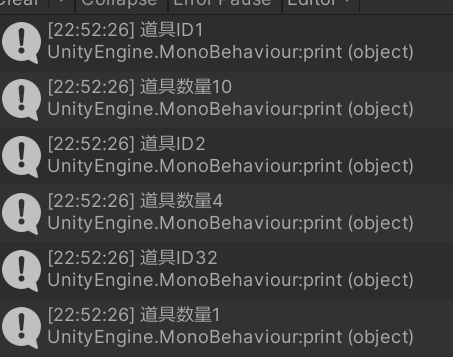 Clear Collapse Error Pause Editor
[22:52:26] 道具ID1
UnityEngine.MonoBehaviour:print (object)
[22:52:26] 道具数量10
UnityEngine.MonoBehaviour:print (object)
[22:52:26] 道具ID2
UnityEngine.MonoBehaviour:print (object)
[22:52:26] 道具数量4
UnityEngine.MonoBehaviour:print (object)
[22:52:26] 道具ID32
UnityEngine.MonoBehaviour:print (object)
[22:52:26] 道具数量1
UnityEngine.MonoBehaviour:print (object)